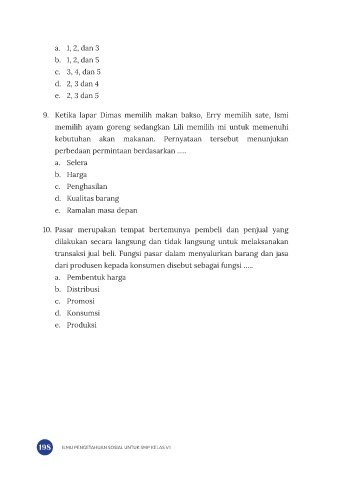 a. 1, 2, dan 3
b. 1, 2, dan 5
c. 3, 4, dan 5
d. 2, 3 dan 4
e. 2, 3 dan 5
9. Ketika lapar Dimas memilih makan bakso, Erry memilih sate, Ismi
memilih ayam goreng sedangkan Lili memilih mi untuk memenuhi
kebutuhan akan makanan. Pernyataan tersebut menunjukan
perbedaan permintaan berdasarkan .....
a. Selera
b. Harga
c. Penghasilan
d. Kualitas barang
e. Ramalan masa depan
10. Pasar merupakan tempat bertemunya pembeli dan penjual yang
dilakukan secara langsung dan tidak langsung untuk melaksanakan
transaksi jual beli. Fungsi pasar dalam menyalurkan barang dan jasa
dari produsen kepada konsumen disebut sebagai fungsi .....
a. Pembentuk harga
b. Distribusi
c. Promosi
d. Konsumsi
e. Produksi
198 ILMU PENGETAHUAN SOSIAL UNTUK SMP KELAS VII